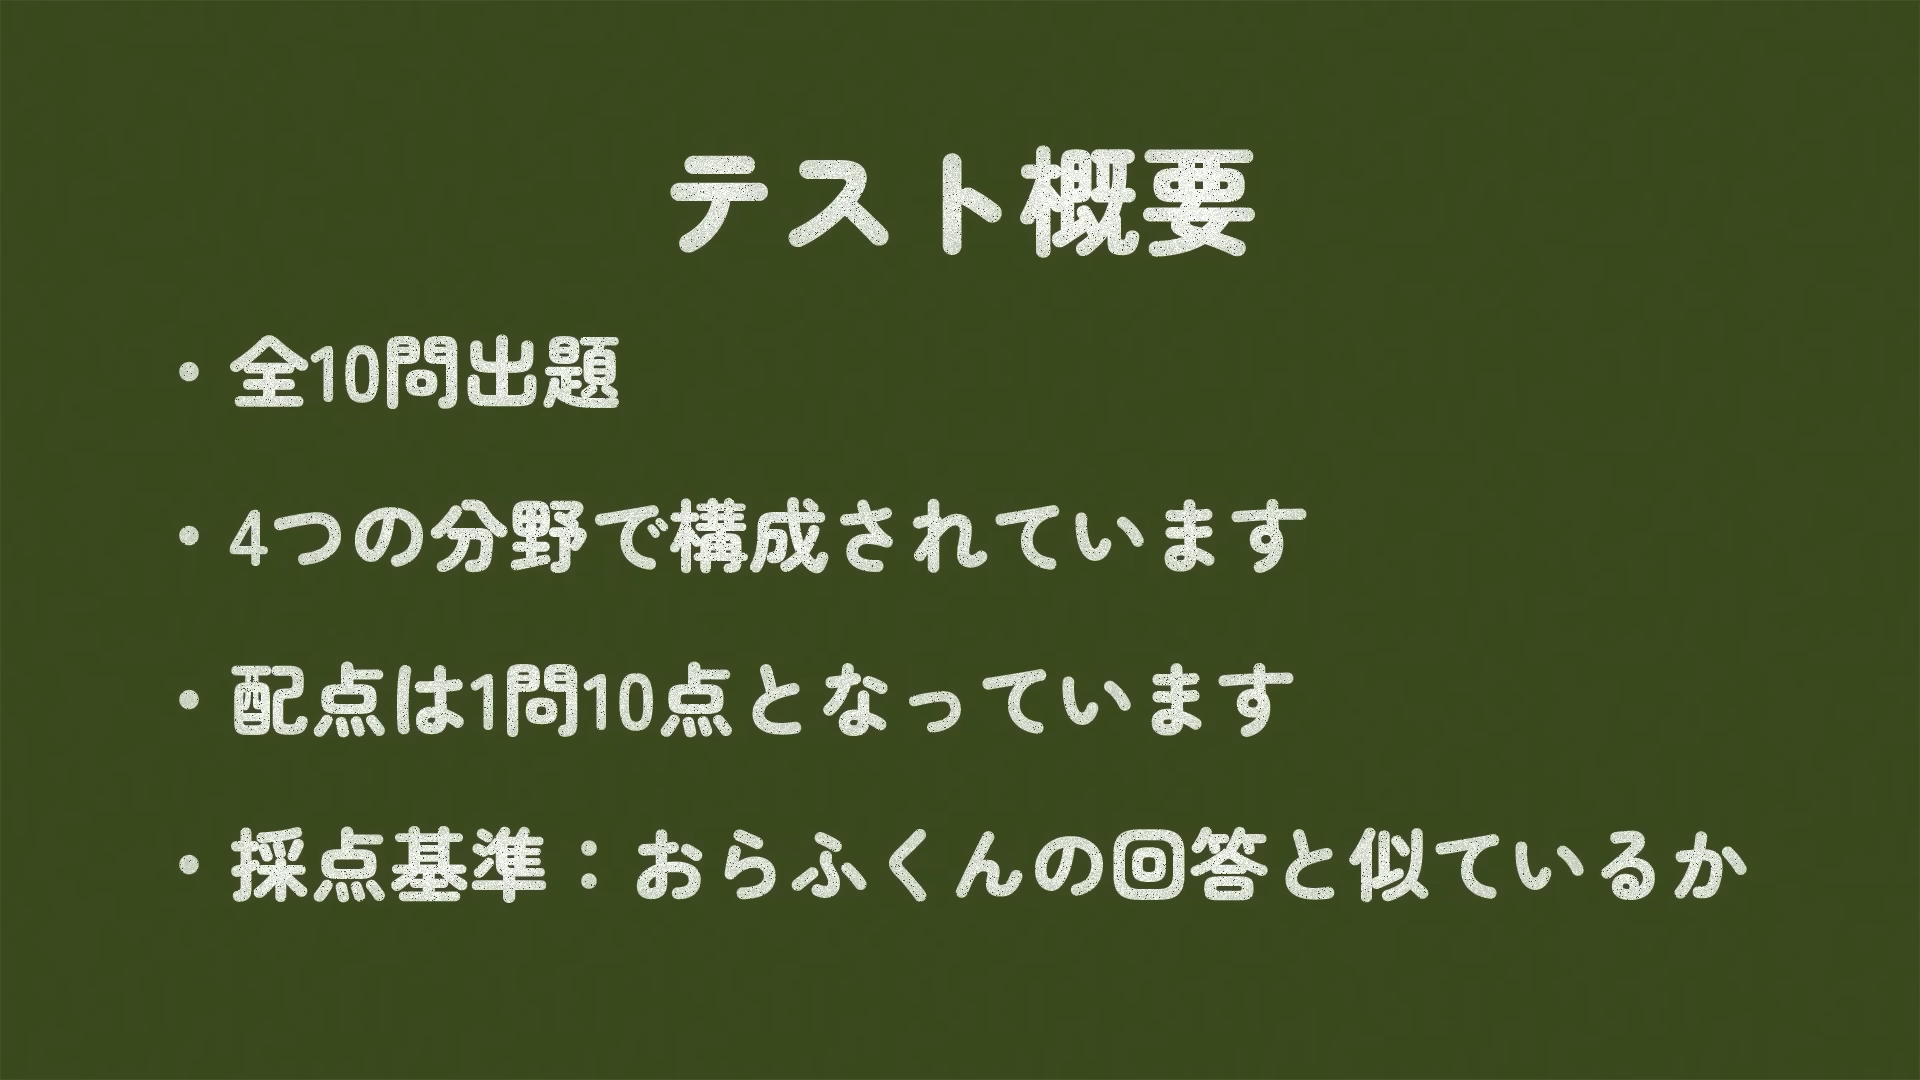 テスト概要
・全10問出題
・4つの分野で構成されています
・配点は1問10点となっています
・採点基準：おらふくんの回答と似ているか